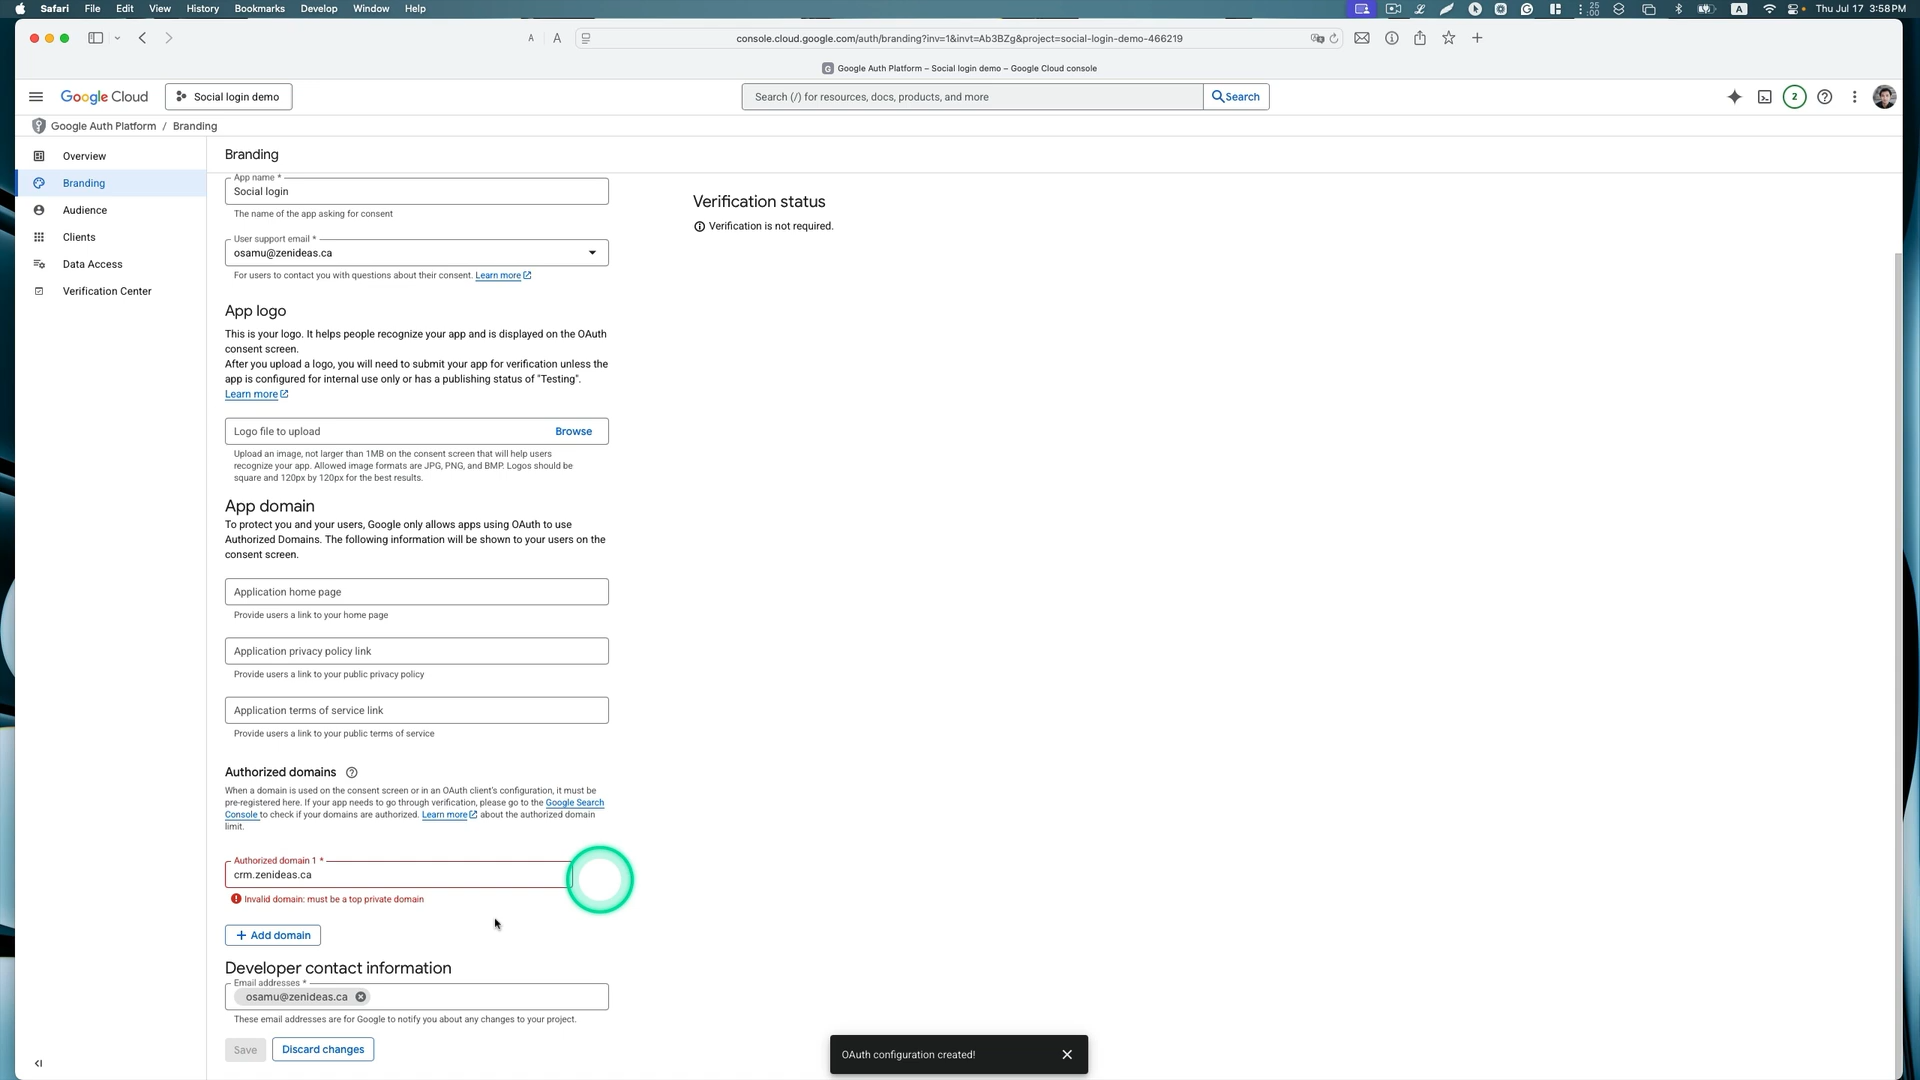 Safari File Edit View History Bookmarks Develop Window Help
25
:00
A
Thu Jul 17 3:58 PM
A A
console.cloud.google.com/auth/branding?inv=1&invt=Ab3BZg&project=social-login-demo-466219
G Google Auth Platform – Social login demo – Google Cloud console
Google Cloud
Social login demo
Search (/) for resources, docs, products, and more
Search
2
Google Auth Platform / Branding
Overview
Branding
Audience
Clients
Data Access
Verification Center
Branding
App name *
Social login
The name of the app asking for consent
User support email *
osamu@zenideas.ca
For users to contact you with questions about their consent. Learn more
App logo
This is your logo. It helps people recognize your app and is displayed on the OAuth
consent screen.
After you upload a logo, you will need to submit your app for verification unless the
app is configured for internal use only or has a publishing status of "Testing".
Learn more
Logo file to upload
Browse
Upload an image, not larger than 1MB on the consent screen that will help users
recognize your app. Allowed image formats are JPG, PNG, and BMP. Logos should be
square and 120px by 120px for the best results.
App domain
To protect you and your users, Google only allows apps using OAuth to use
Authorized Domains. The following information will be shown to your users on the
consent screen.
Application home page
Provide users a link to your home page
Application privacy policy link
Provide users a link to your public privacy policy
Application terms of service link
Provide users a link to your public terms of service
Authorized domains
When a domain is used on the consent screen or in an OAuth client's configuration, it must be
pre-registered here. If your app needs to go through verification, please go to the Google Search
Console to check if your domains are authorized. Learn more about the authorized domain
limit.
Authorized domain 1 *
crm.zenideas.ca
Invalid domain: must be a top private domain
+ Add domain
Developer contact information
Email addresses *
osamu@zenideas.ca
These email addresses are for Google to notify you about any changes to your project.
Save
Discard changes
Verification status
Verification is not required.
OAuth configuration created!